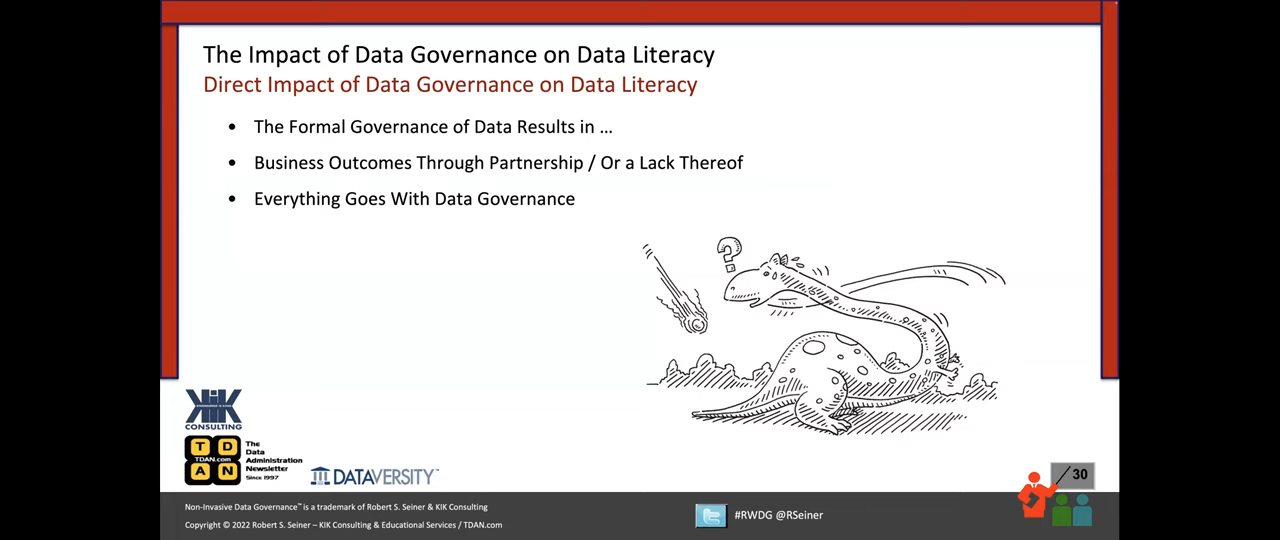 The Impact of Data Governance on Data Literacy
Direct Impact of Data Governance on Data Literacy
• The Formal Governance of Data Results in …
• Business Outcomes Through Partnership / Or a Lack Thereof
• Everything Goes With Data Governance
?
KIK
CONSULTING
T D
TDAN.com
A N
The
Data
Administration
Newsletter
Since 1997
DATAVERSITY™
/ 30
Non-Invasive Data Governance™ is a trademark of Robert S. Seiner & KIK Consulting
Copyright © 2022 Robert S. Seiner – KIK Consulting & Educational Services / TDAN.com
#RWDG @RSeiner